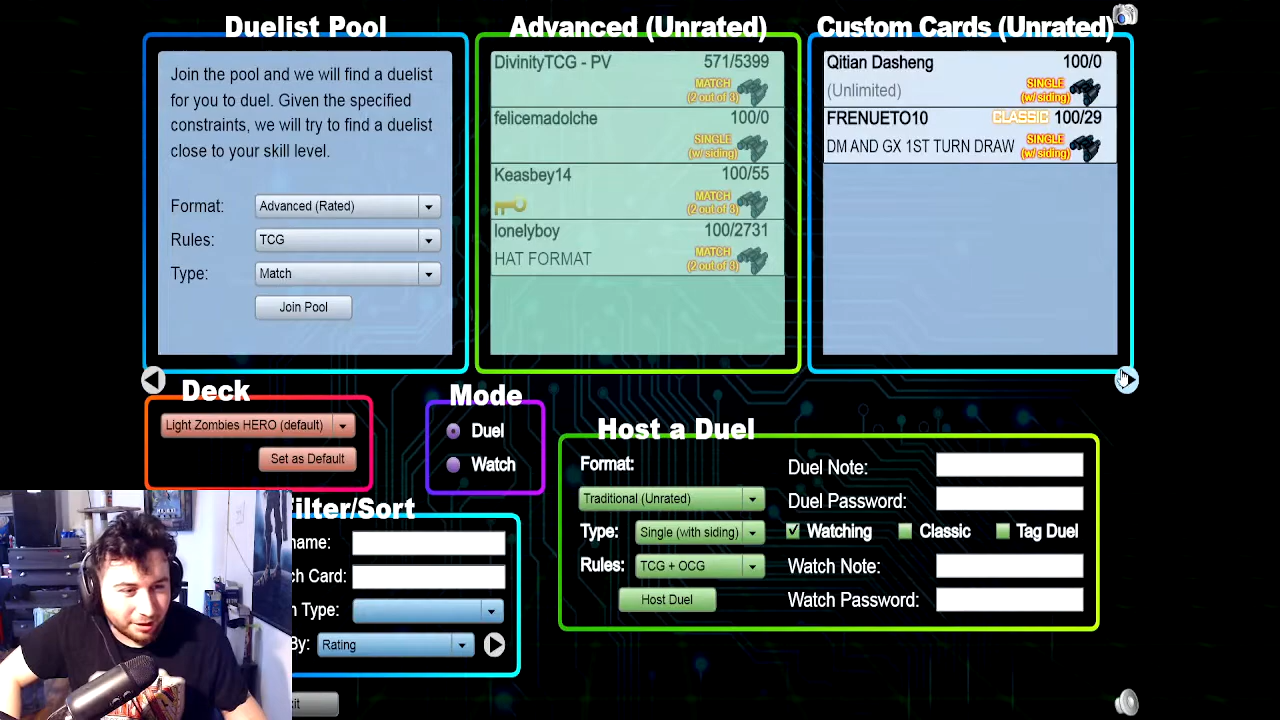 Duelist Pool
Join the pool and we will find a duelist
for you to duel. Given the specified
constraints, we will try to find a duelist
close to your skill level.
Format: Advanced (Rated)
Rules: TCG
Type: Match
Join Pool
Advanced (Unrated)
DivinityTCG - PV 571/5399
MATCH
(2 out of 3)
felicemadolche 100/0
SINGLE
(w/ siding)
Keasbey14 100/55
MATCH
(2 out of 3)
lonelyboy 100/2731
HAT FORMAT MATCH
(2 out of 3)
Custom Cards (Unrated)
Qitian Dasheng 100/0
(Unlimited) SINGLE
(w/ siding)
FRENUETO10 CLASSIC 100/29
DM AND GX 1ST TURN DRAW SINGLE
(w/ siding)
Deck
Light Zombies HERO (default)
Set as Default
Mode
Duel
Watch
Host a Duel
Format:
Traditional (Unrated)
Type: Single (with siding)
Rules: TCG + OCG
Host Duel
Duel Note:
Duel Password:
Watching Classic Tag Duel
Watch Note:
Watch Password:
ilter/Sort
name:
ch Card:
n Type:
By: Rating
it